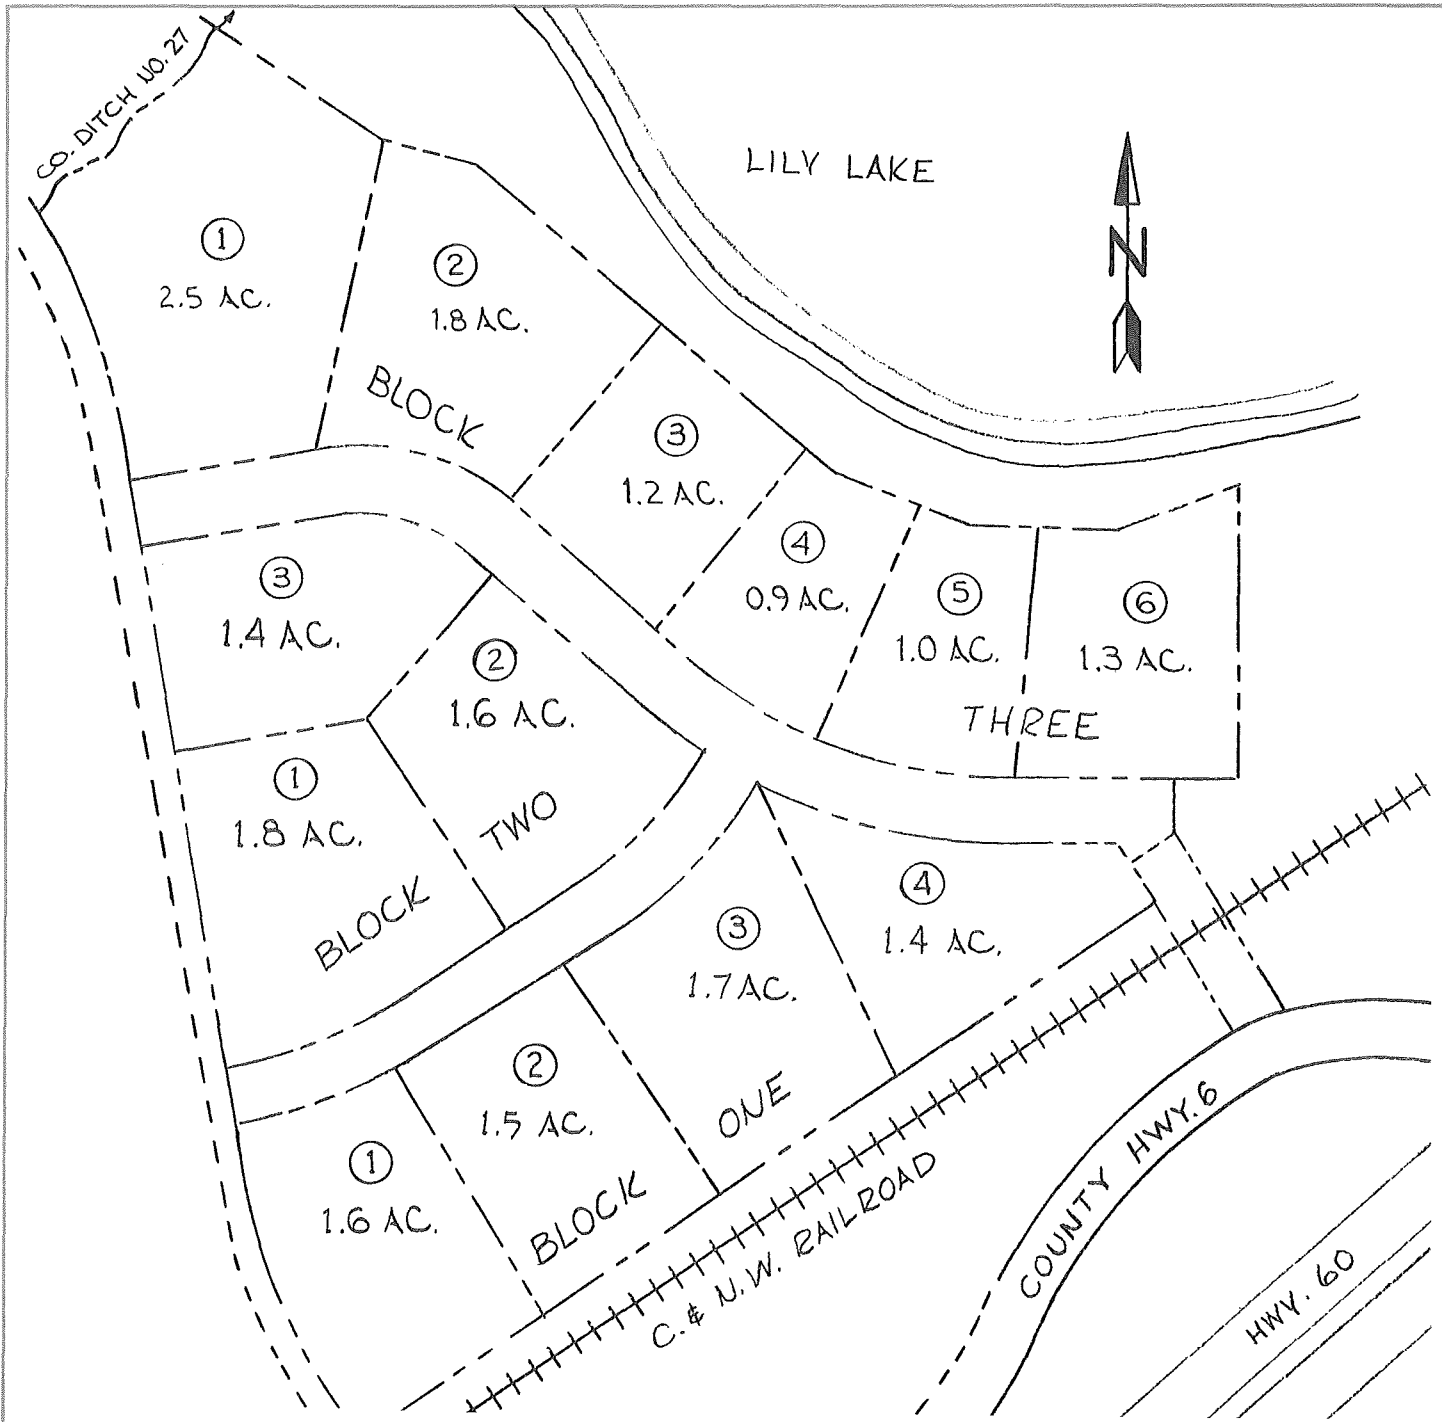 CO. DITCH NO. 27
LILY LAKE
N
1
2.5 AC.
2
1.8 AC.
BLOCK
3
1.2 AC.
4
0.9 AC.
5
1.0 AC.
6
1.3 AC.
THREE
3
1.4 AC.
2
1.6 AC.
1
1.8 AC.
TWO
BLOCK
4
1.4 AC.
3
1.7 AC.
2
1.5 AC.
ONE
1
1.6 AC.
BLOCK
C. & N.W. RAILROAD
COUNTY HWY. 6
HWY. 60